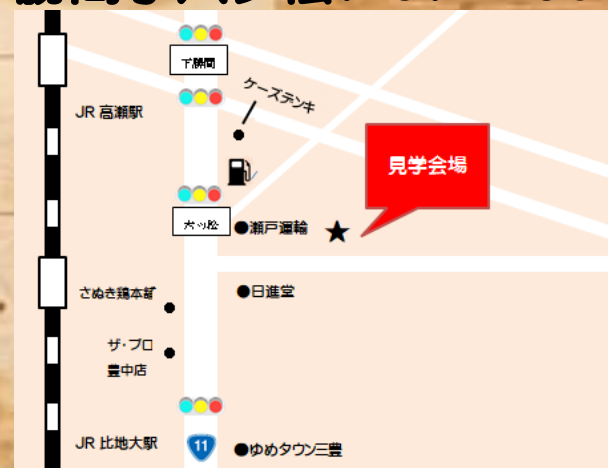 下勝間
JR 高瀬駅
ケーズデンキ
見学会場
六ツ松
●瀬戸運輸
さぬき鶏本舗
●日進堂
ザ・プロ
豊中店
JR 比地大駅
11
●ゆめタウン三豊